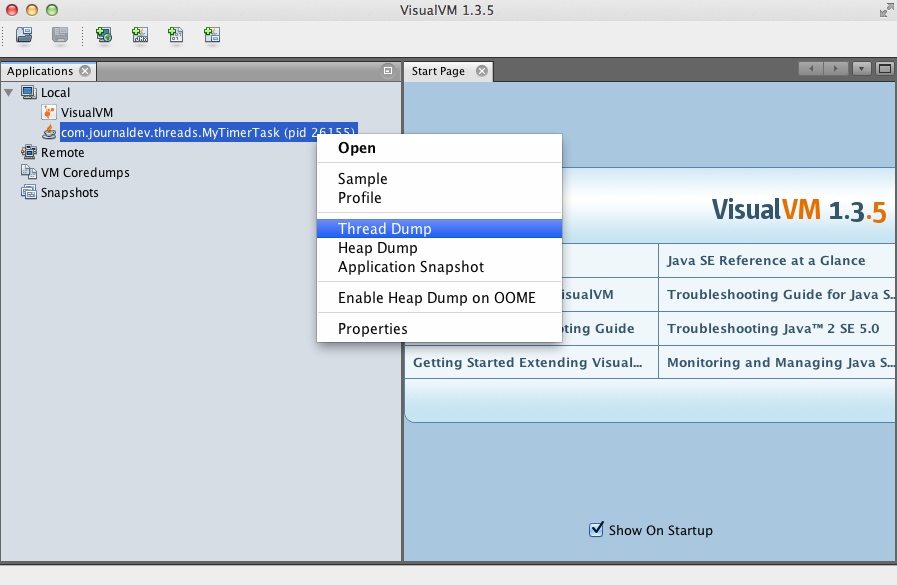 VisualVM 1.3.5
Applications
Start Page
Local
VisualVM
com.journaldev.threads.MyTimerTask (pid 26155)
Remote
VM Coredumps
Snapshots
Open
Sample
Profile
Thread Dump
Heap Dump
Application Snapshot
Enable Heap Dump on OOME
Properties
VisualVM 1.3.5
Java SE Reference at a Glance
isualVM
Troubleshooting Guide for Java S...
ting Guide
Troubleshooting Java™ 2 SE 5.0
Getting Started Extending Visual...
Monitoring and Managing Java S...
Show On Startup